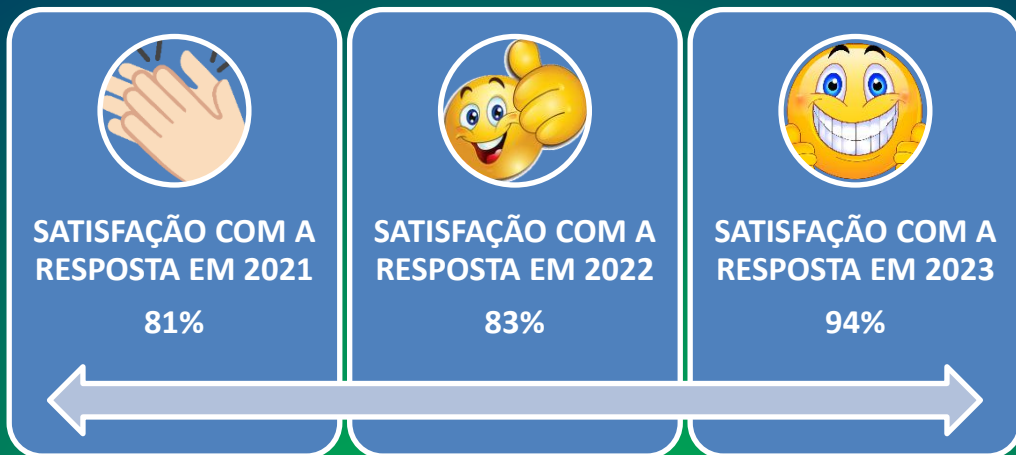 SATISFAÇÃO COM A
RESPOSTA EM 2021
81%
SATISFAÇÃO COM A
RESPOSTA EM 2022
83%
SATISFAÇÃO COM A
RESPOSTA EM 2023
94%